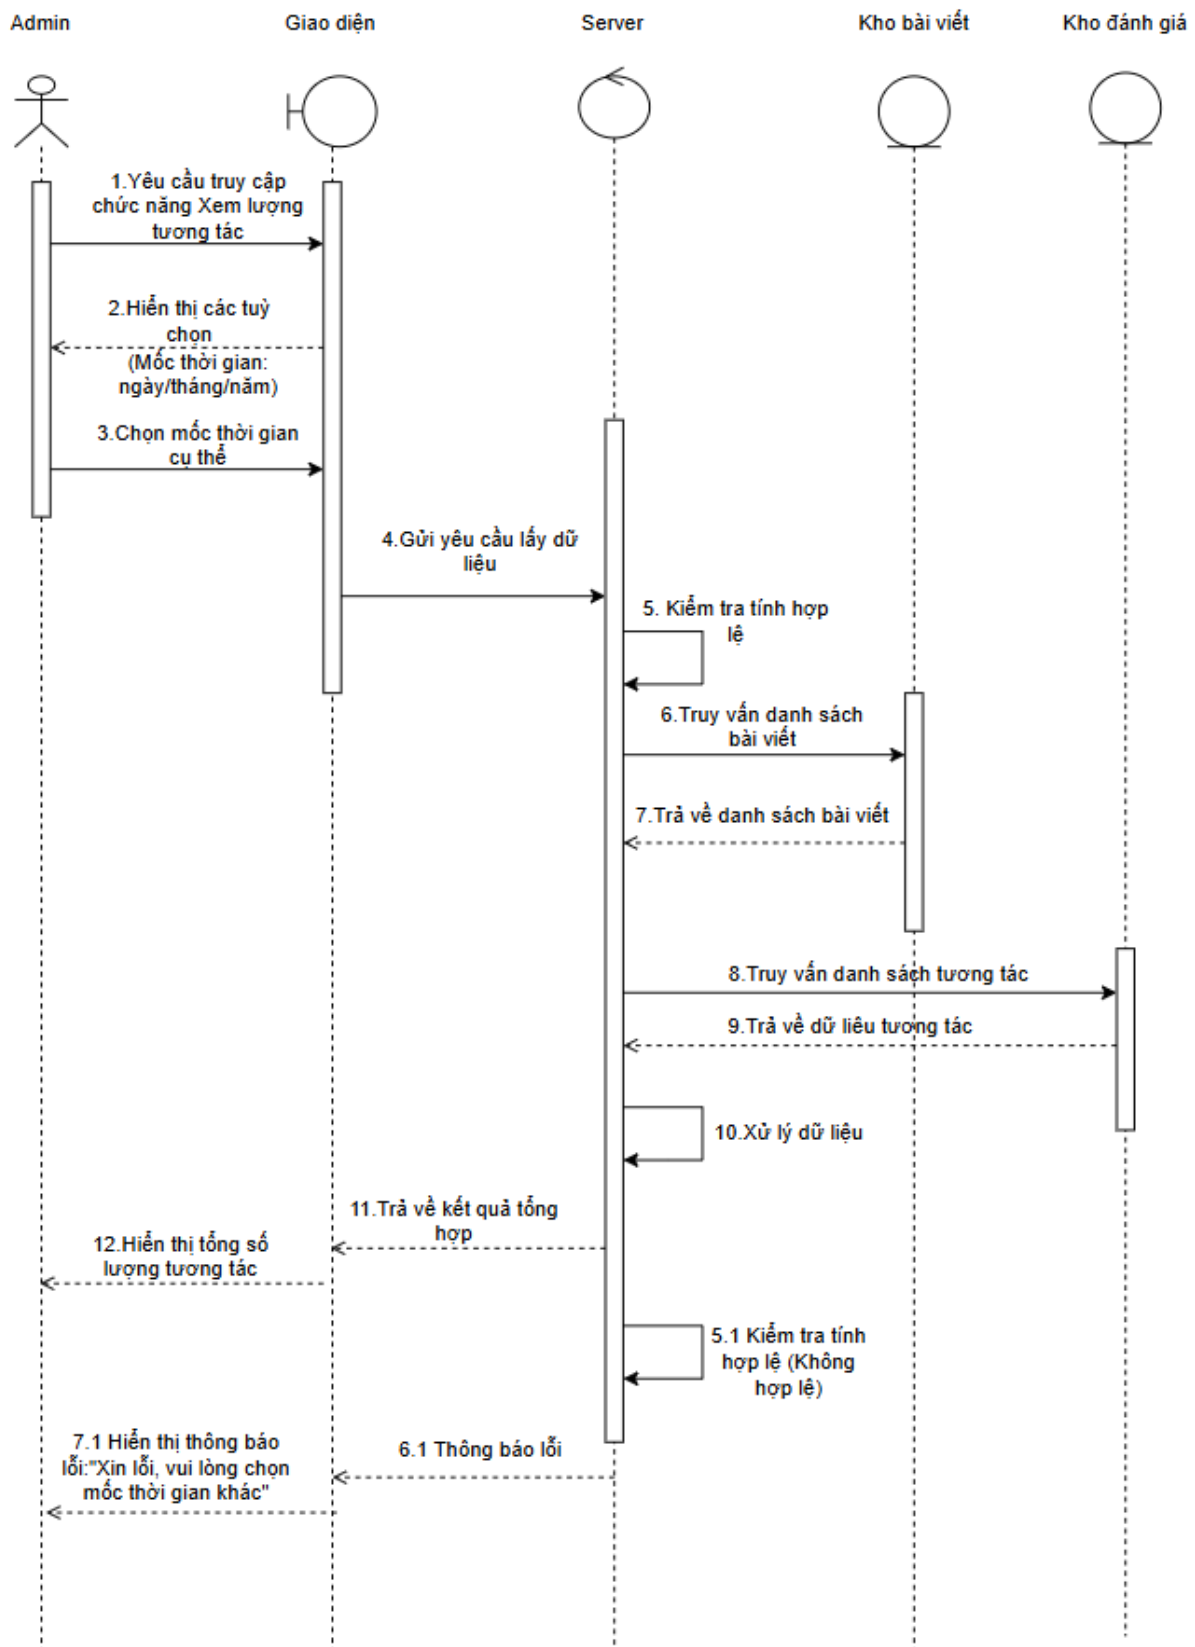 Admin
Giao diện
Server
Kho bài viết
Kho đánh giá
1.Yêu cầu truy cập
chức năng Xem lượng
tương tác
2.Hiển thị các tuỳ
chọn
(Mốc thời gian:
ngày/tháng/năm)
3.Chọn mốc thời gian
cụ thể
4.Gửi yêu cầu lấy dữ
liệu
5. Kiểm tra tính hợp
lệ
6.Truy vấn danh sách
bài viết
7.Trả về danh sách bài viết
8.Truy vấn danh sách tương tác
9.Trả về dữ liêu tương tác
10.Xử lý dữ liệu
11.Trả về kết quả tổng
hợp
12.Hiển thị tổng số
lượng tương tác
5.1 Kiểm tra tính
hợp lệ (Không
hợp lệ)
6.1 Thông báo lỗi
7.1 Hiển thị thông báo
lỗi:"Xin lỗi, vui lòng chọn
mốc thời gian khác"